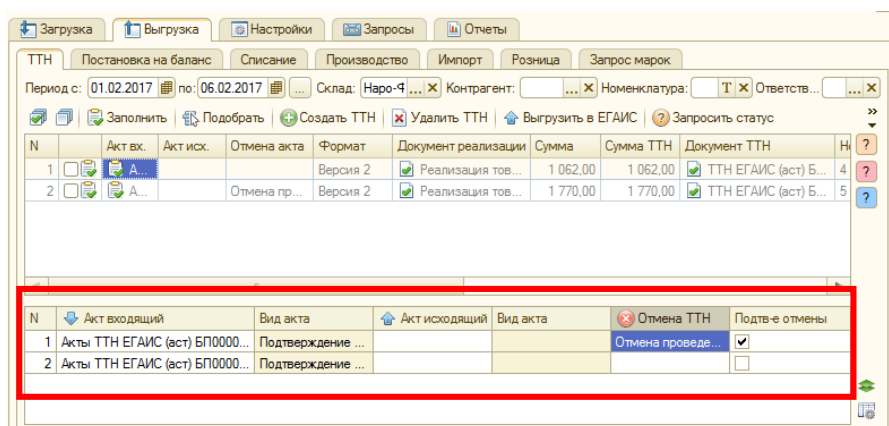 Загрузка Выгрузка Настройки Запросы Отчеты
ТТН Постановка на баланс Списание Производство Импорт Розница Запрос марок
Период с: 01.02.2017 по: 06.02.2017 ... Склад: Наро-Ф ... X Контрагент: ... X Номенклатура: T X Ответств... ... X
Заполнить Подобрать Создать ТТН Удалить ТТН Выгрузить в ЕГАИС ? Запросить статус »
N Акт вх. Акт исх. Отмена акта Формат Документ реализации Сумма Сумма ТТН Документ ТТН Н ?
1 А... Версия 2 Реализация тов... 1 062,00 1 062,00 ТТН ЕГАИС (аст) Б... 4 ?
2 А... Отмена пр... Версия 2 Реализация тов... 1 770,00 1 770,00 ТТН ЕГАИС (аст) Б... 5 ?
N Акт входящий Вид акта Акт исходящий Вид акта Отмена ТТН Подтв-е отмены
1 Акты ТТН ЕГАИС (аст) БП0000... Подтверждение ... Отмена проведе...
2 Акты ТТН ЕГАИС (аст) БП0000... Подтверждение ...